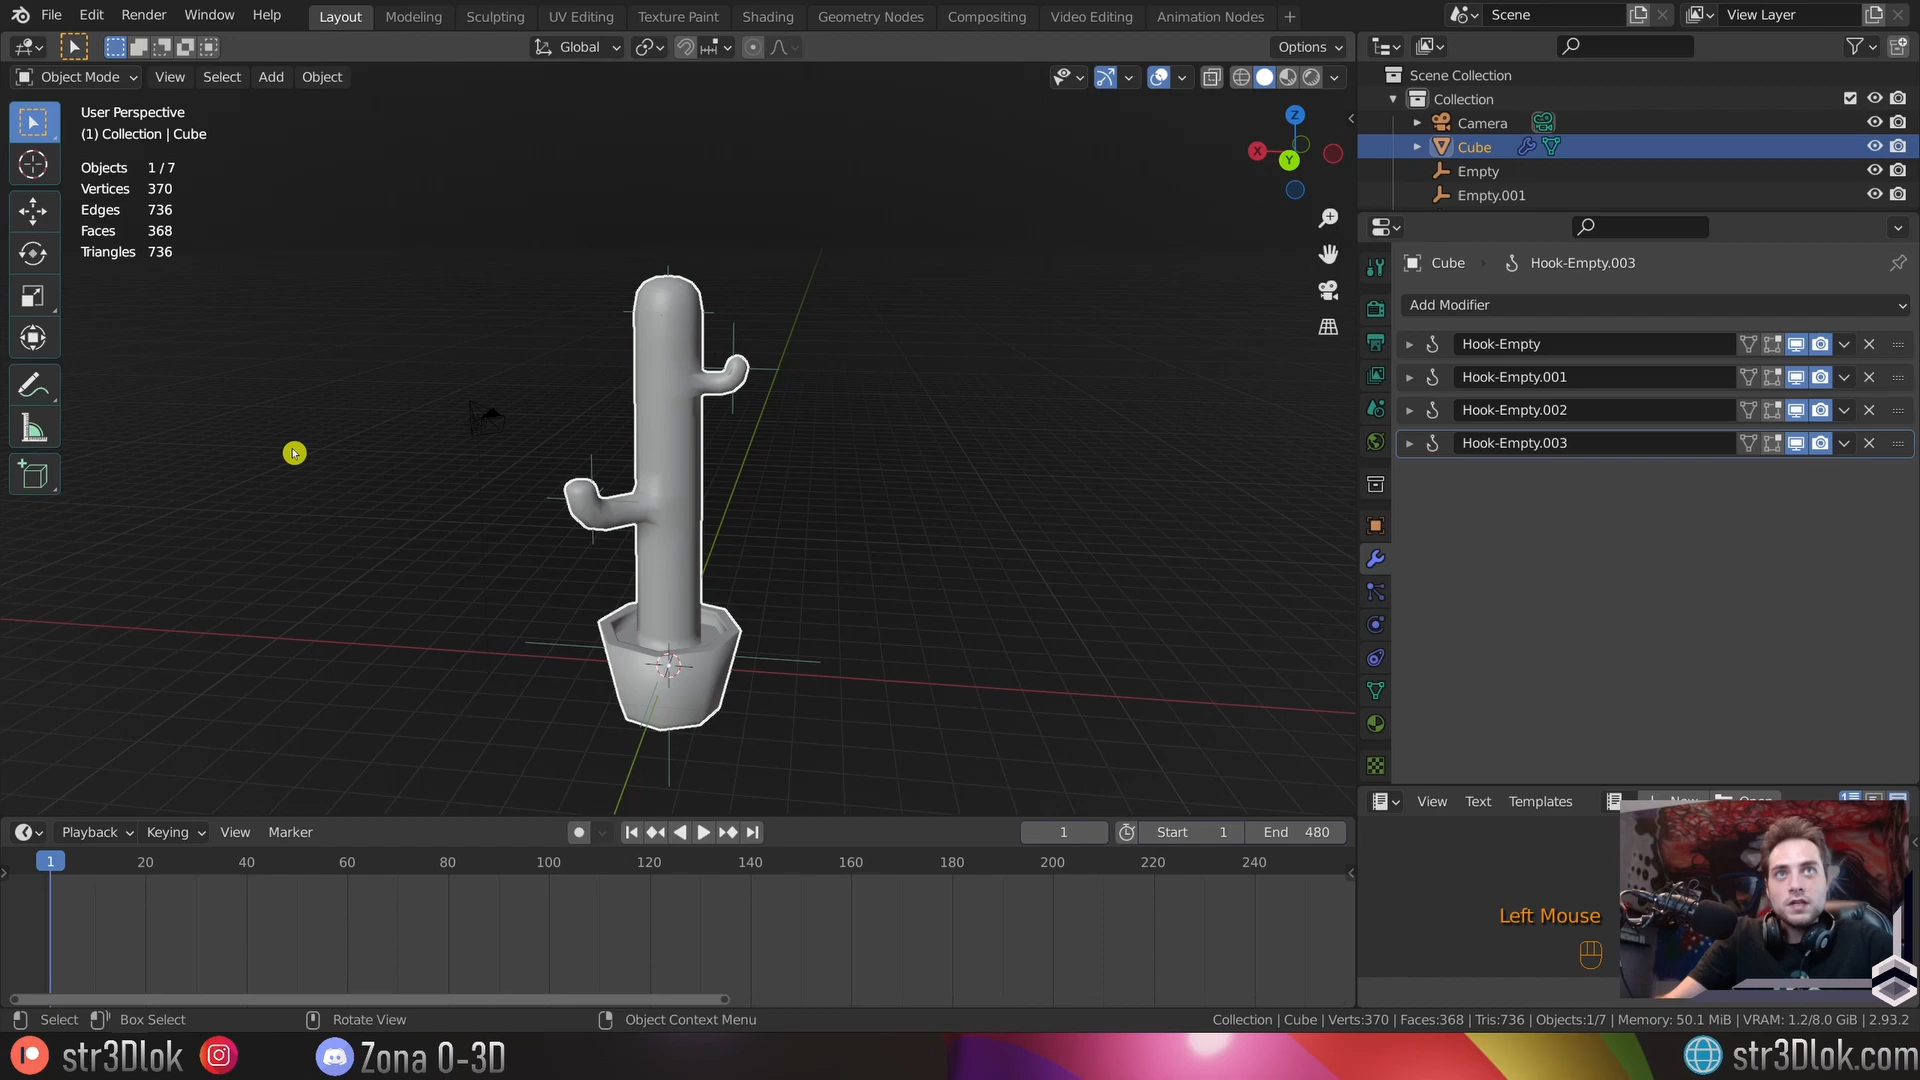 File Edit Render Window Help Layout Modeling Sculpting UV Editing Texture Paint Shading Geometry Nodes Compositing Video Editing Animation Nodes + Scene View Layer
Global Options
Object Mode View Select Add Object
User Perspective
(1) Collection | Cube
Objects 1 / 7
Vertices 370
Edges 736
Faces 368
Triangles 736
Z
X
Y
Scene Collection
Collection
Camera
Cube
Empty
Empty.001
Cube Hook-Empty.003
Add Modifier
Hook-Empty
Hook-Empty.001
Hook-Empty.002
Hook-Empty.003
View Text Templates
Playback Keying View Marker 1 Start 1 End 480
1 20 40 60 80 100 120 140 160 180 200 220 240
Left Mouse
Select Box Select Rotate View Object Context Menu Collection | Cube | Verts:370 | Faces:368 | Tris:736 | Objects:1/7 | Memory: 50.1 MiB | VRAM: 1.2/8.0 GiB | 2.93.2
str3Dlok Zona 0-3D str3Dlok.com